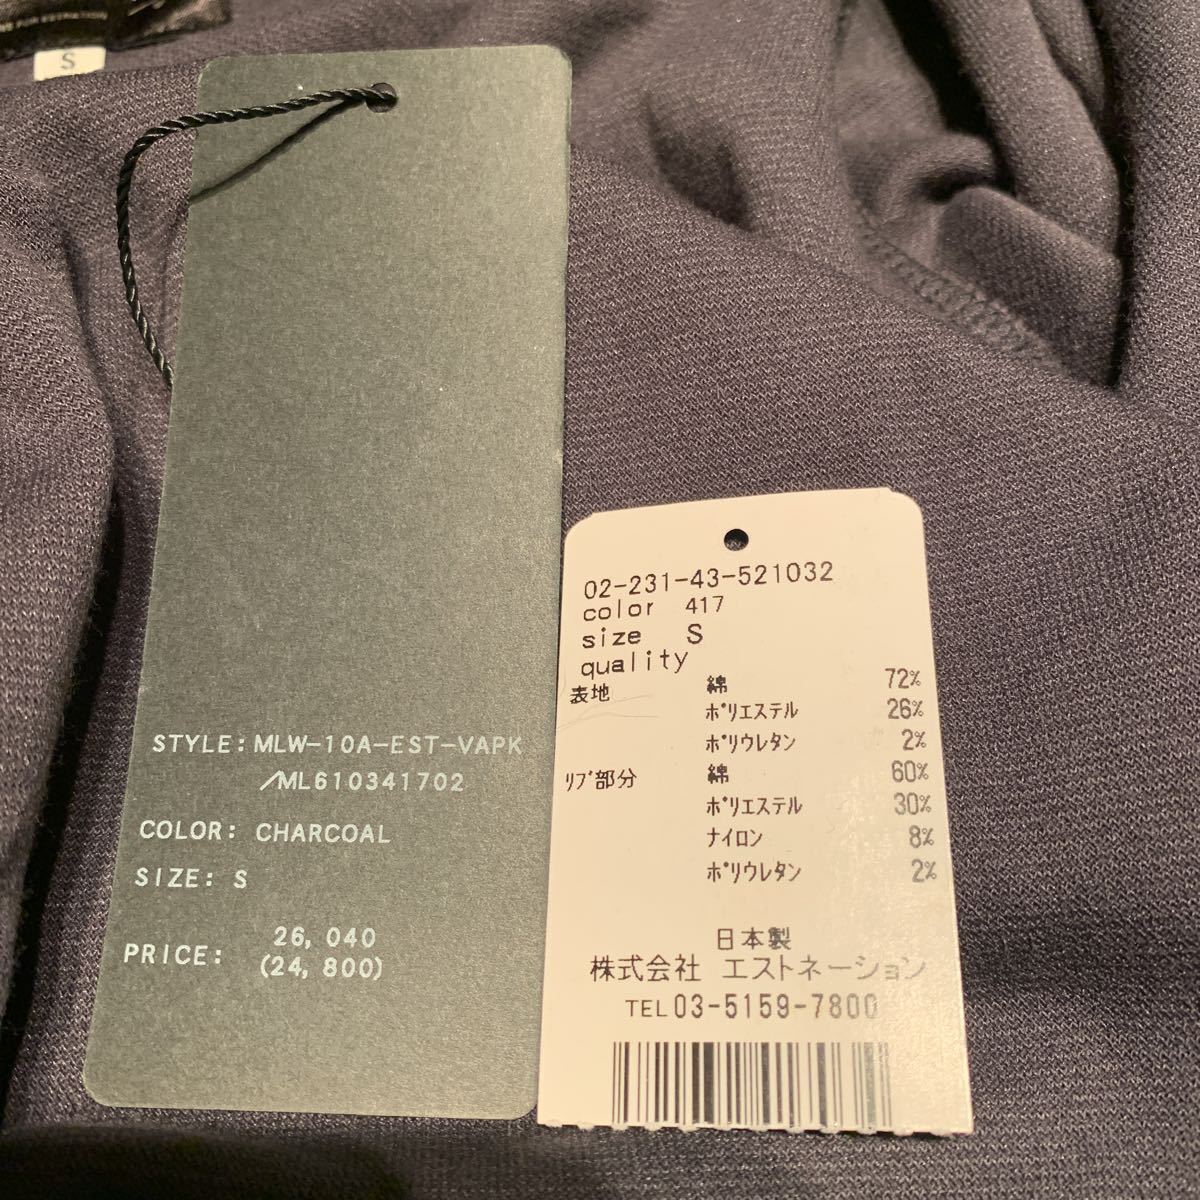 S
STYLE: MLW-10A-EST-VAPK
/ML610341702
COLOR: CHARCOAL
SIZE: S
PRICE: 26, 040
(24, 800)
02-231-43-521032
color 417
size S
quality
表地 綿 72%
ポリエステル 26%
ポリウレタン 2%
リブ部分 綿 60%
ポリエステル 30%
ナイロン 8%
ポリウレタン 2%
日本製
株式会社 エストネーション
TEL 03-5159-7800